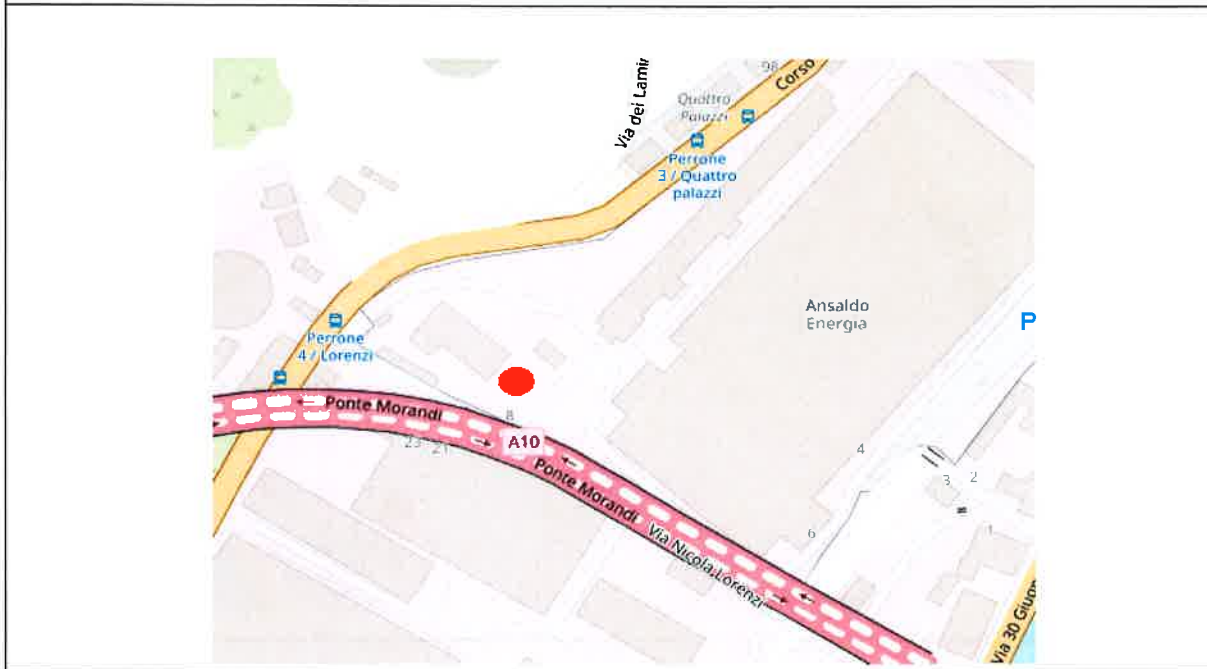 98
Corso
Via dei Lamin
Quattro
Palazzi
Perrone
3 / Quattro
palazzi
Ansaldo
Energia
P
Perrone
4 / Lorenzi
Ponte Morandi
8
A10
23
21
Ponte Morandi
4
3
2
Via Nicola Lorenzi
6
1
Via 30 Giugn